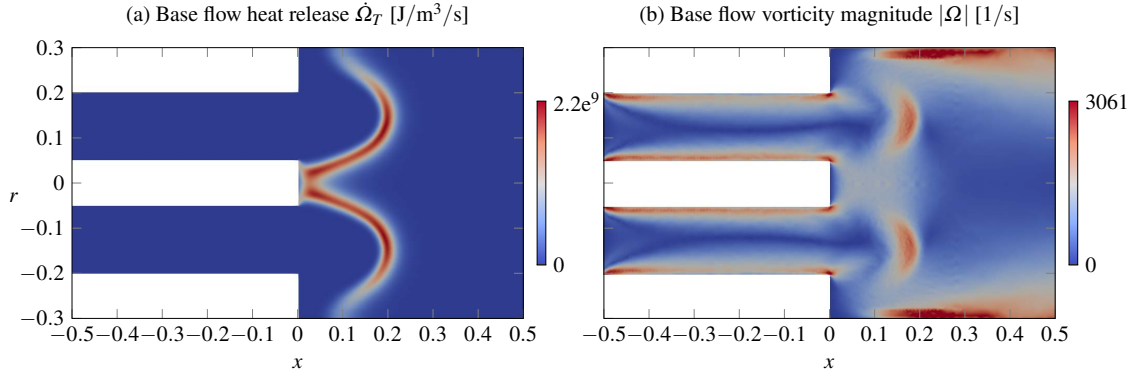 (a) Base flow heat release Ω̇_T [J/m³/s]
(b) Base flow vorticity magnitude |Ω| [1/s]
0.3
0.2
0.1
0
−0.1
−0.2
−0.3
r
2.2e⁹
0
3061
0
−0.5 −0.4 −0.3 −0.2 −0.1 0 0.1 0.2 0.3 0.4 0.5
−0.5 −0.4 −0.3 −0.2 −0.1 0 0.1 0.2 0.3 0.4 0.5
x
x